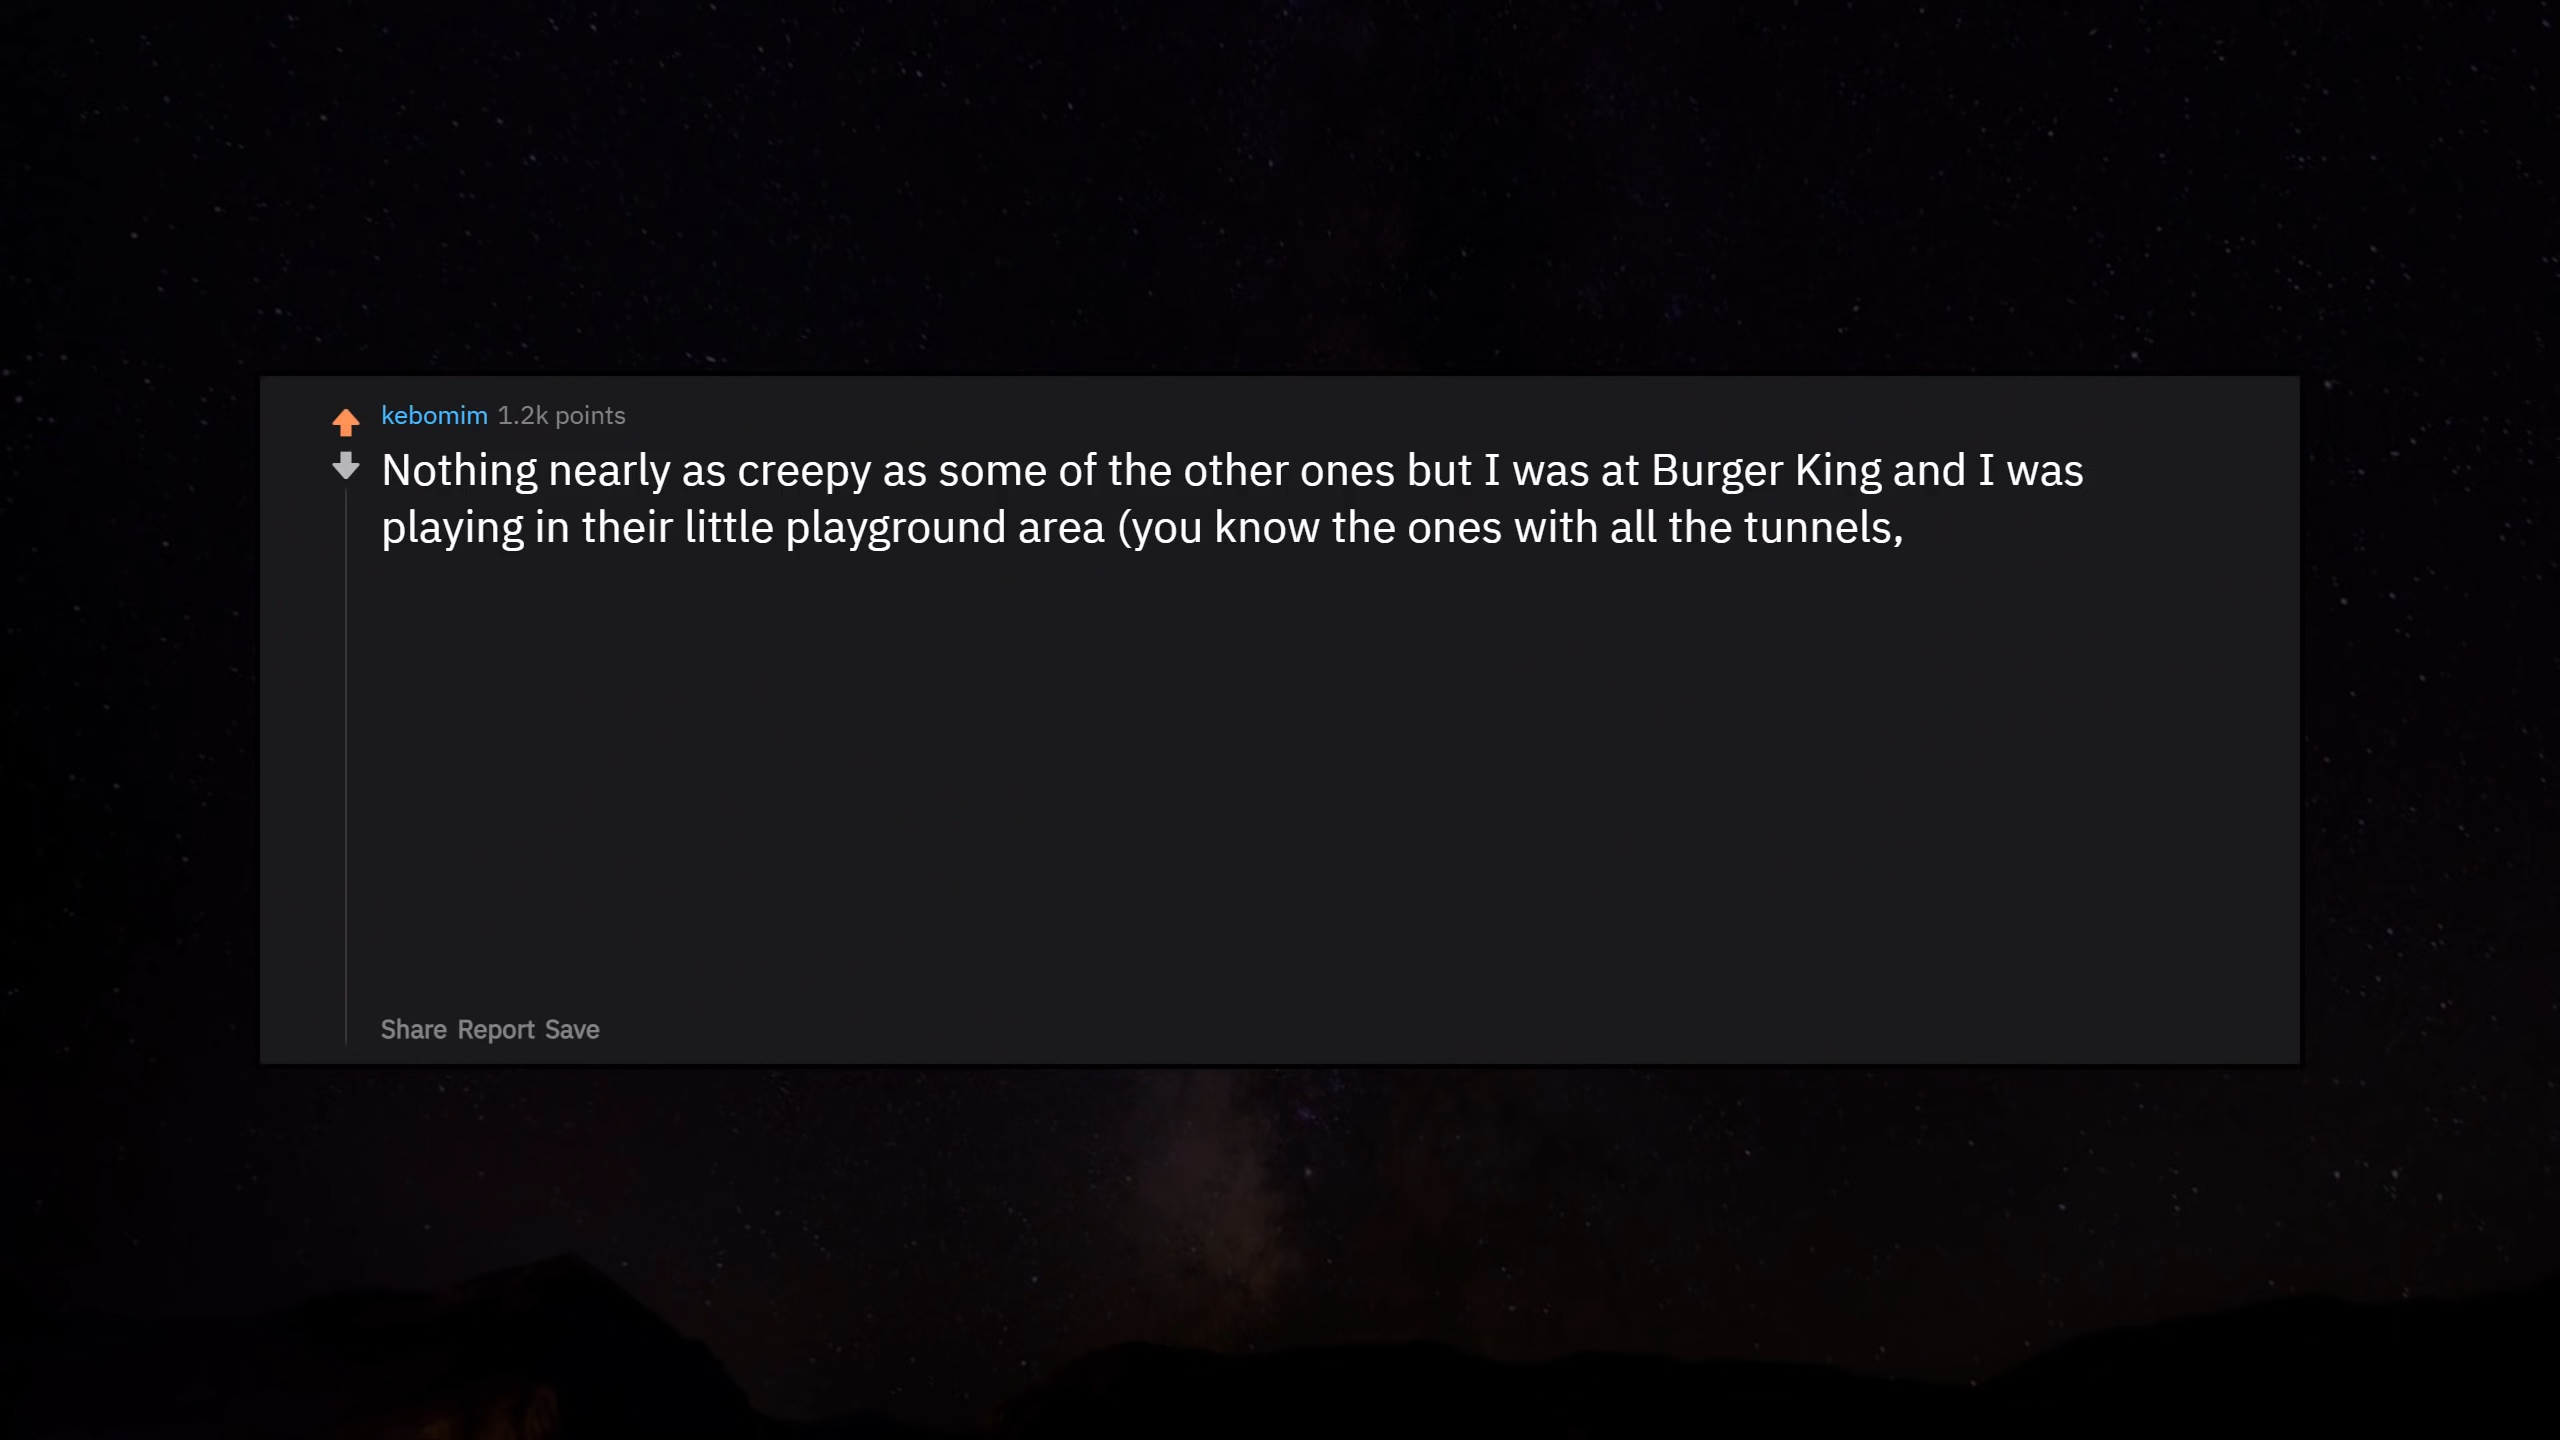 kebomim 1.2k points
Nothing nearly as creepy as some of the other ones but I was at Burger King and I was
playing in their little playground area (you know the ones with all the tunnels,
Share Report Save